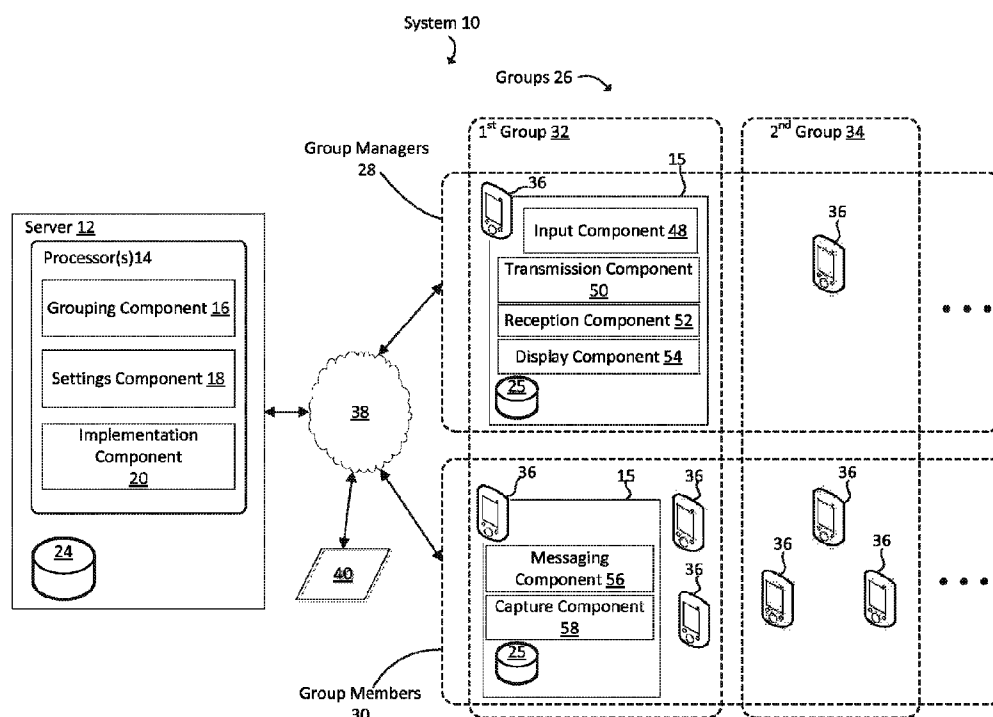 System 10
Groups 26
1st Group 32
2nd Group 34
Group Managers
28
15
36
36
Server 12
Processor(s)14
Input Component 48
Grouping Component 16
Transmission Component
50
Reception Component 52
Settings Component 18
Display Component 54
38
25
Implementation
Component
20
36
15
36
36
24
40
Messaging
Component 56
36
36
36
Capture Component
58
25
Group Members
30